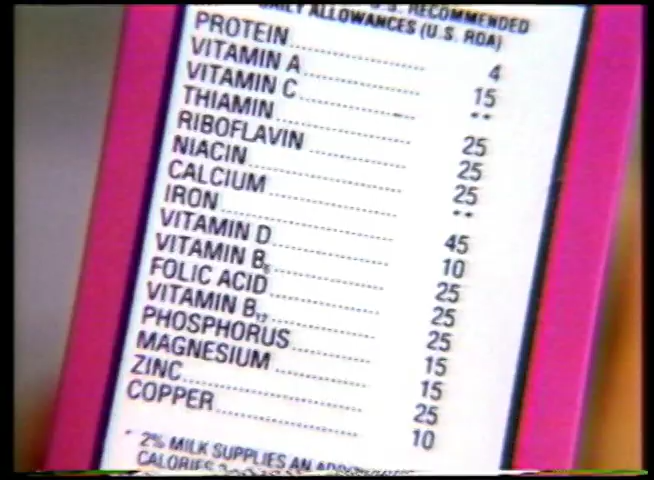 U.S. RECOMMENDED
DAILY ALLOWANCES (U.S. RDA)
PROTEIN 4
VITAMIN A 15
VITAMIN C **
THIAMIN 25
RIBOFLAVIN 25
NIACIN 25
CALCIUM **
IRON 45
VITAMIN D 10
VITAMIN B₆ 25
FOLIC ACID 25
VITAMIN B₁₂ 25
PHOSPHORUS 15
MAGNESIUM 15
ZINC 25
COPPER 10
* 2% MILK SUPPLIES AN
CALORIES